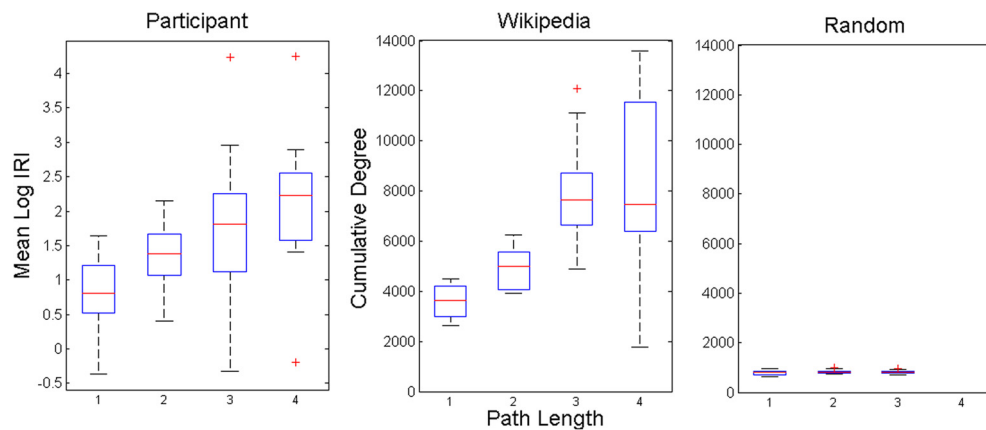 Participant
Mean Log IRI
4
3.5
3
2.5
2
1.5
1
0.5
0
-0.5
1 2 3 4
Wikipedia
Cumulative Degree
14000
12000
10000
8000
6000
4000
2000
0
1 2 3 4
Path Length
Random
14000
12000
10000
8000
6000
4000
2000
0
1 2 3 4